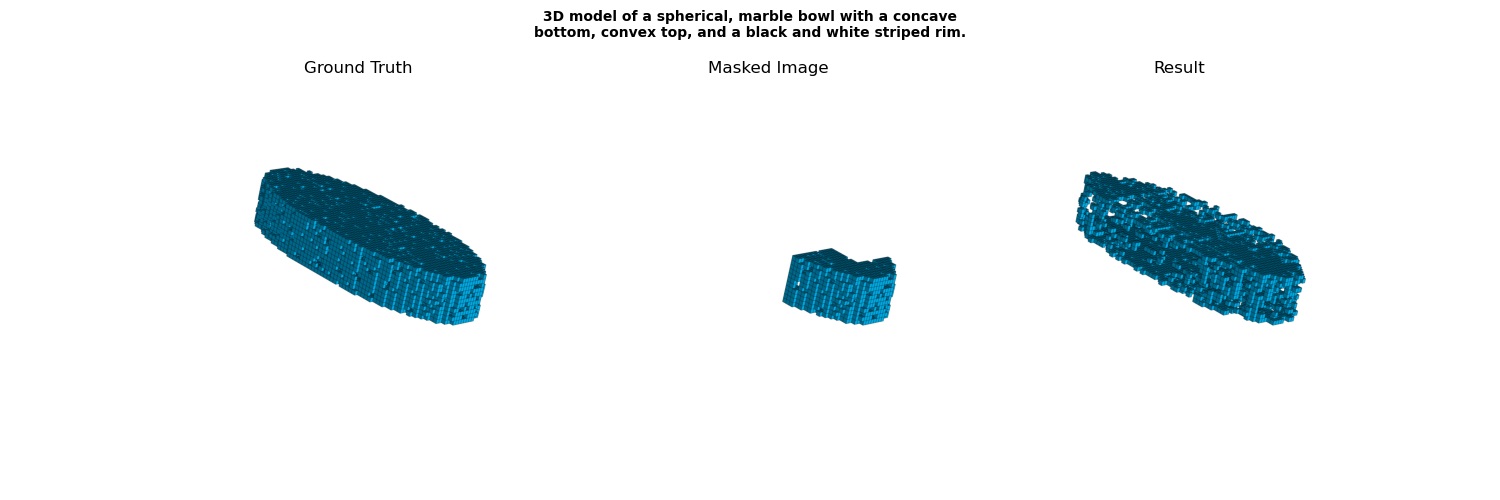 3D model of a spherical, marble bowl with a concave
bottom, convex top, and a black and white striped rim.
Ground Truth
Masked Image
Result